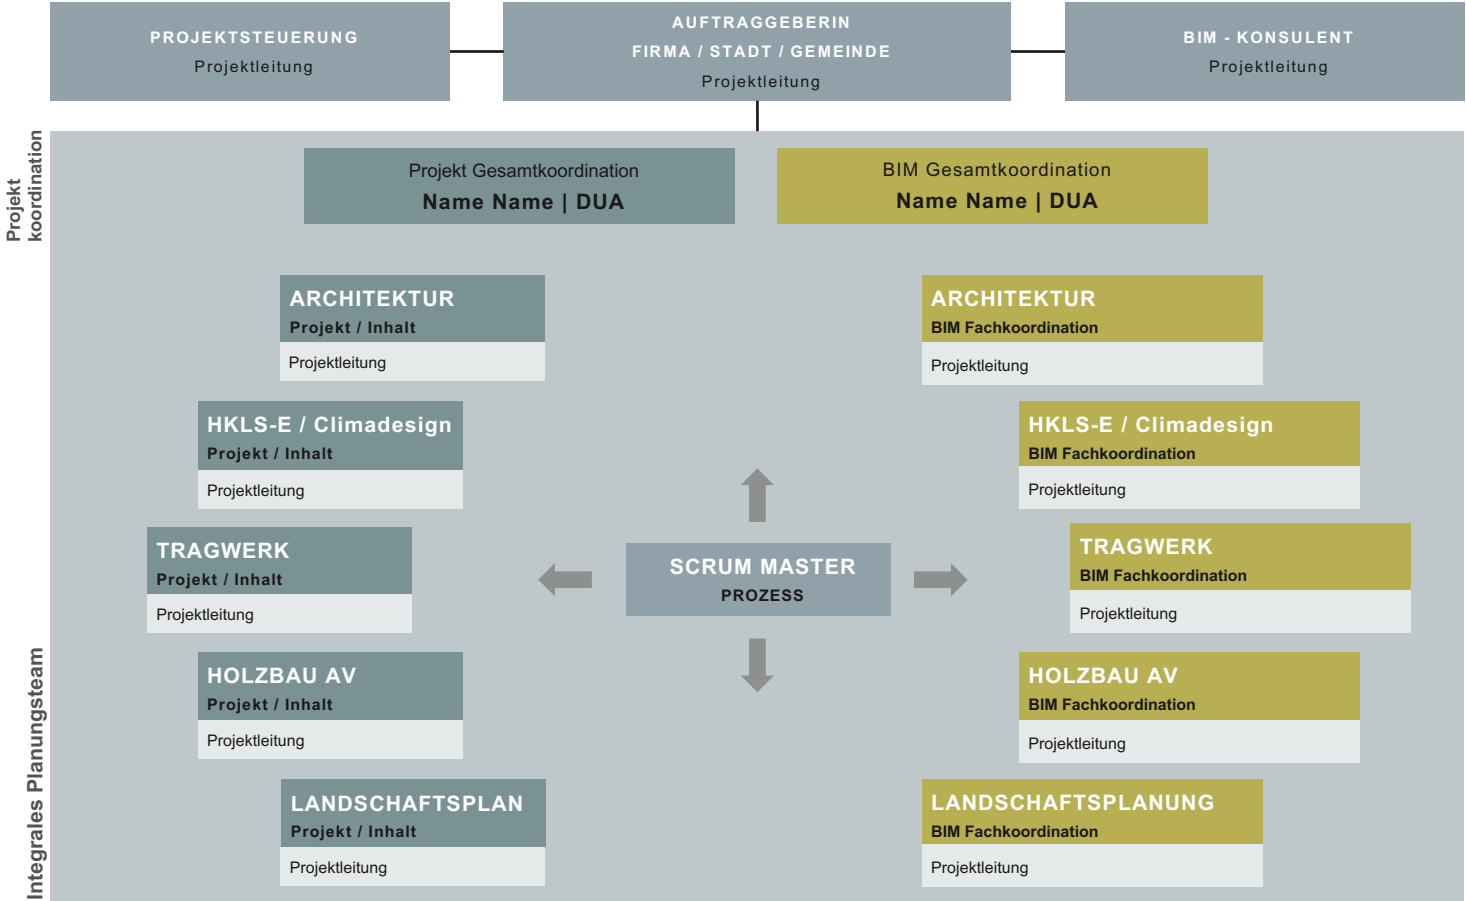 PROJEKTSTEUERUNG
Projektleitung
AUFTRAGGEBERIN
FIRMA / STADT / GEMEINDE
Projektleitung
BIM - KONSULENT
Projektleitung
Projekt
koordination
Projekt Gesamtkoordination
Name Name | DUA
BIM Gesamtkoordination
Name Name | DUA
ARCHITEKTUR
Projekt / Inhalt
Projektleitung
ARCHITEKTUR
BIM Fachkoordination
Projektleitung
HKLS-E / Climadesign
Projekt / Inhalt
Projektleitung
HKLS-E / Climadesign
BIM Fachkoordination
Projektleitung
TRAGWERK
Projekt / Inhalt
Projektleitung
SCRUM MASTER
PROZESS
TRAGWERK
BIM Fachkoordination
Projektleitung
Integrales Planungsteam
HOLZBAU AV
Projekt / Inhalt
Projektleitung
HOLZBAU AV
BIM Fachkoordination
Projektleitung
LANDSCHAFTSPLAN
Projekt / Inhalt
Projektleitung
LANDSCHAFTSPLANUNG
BIM Fachkoordination
Projektleitung